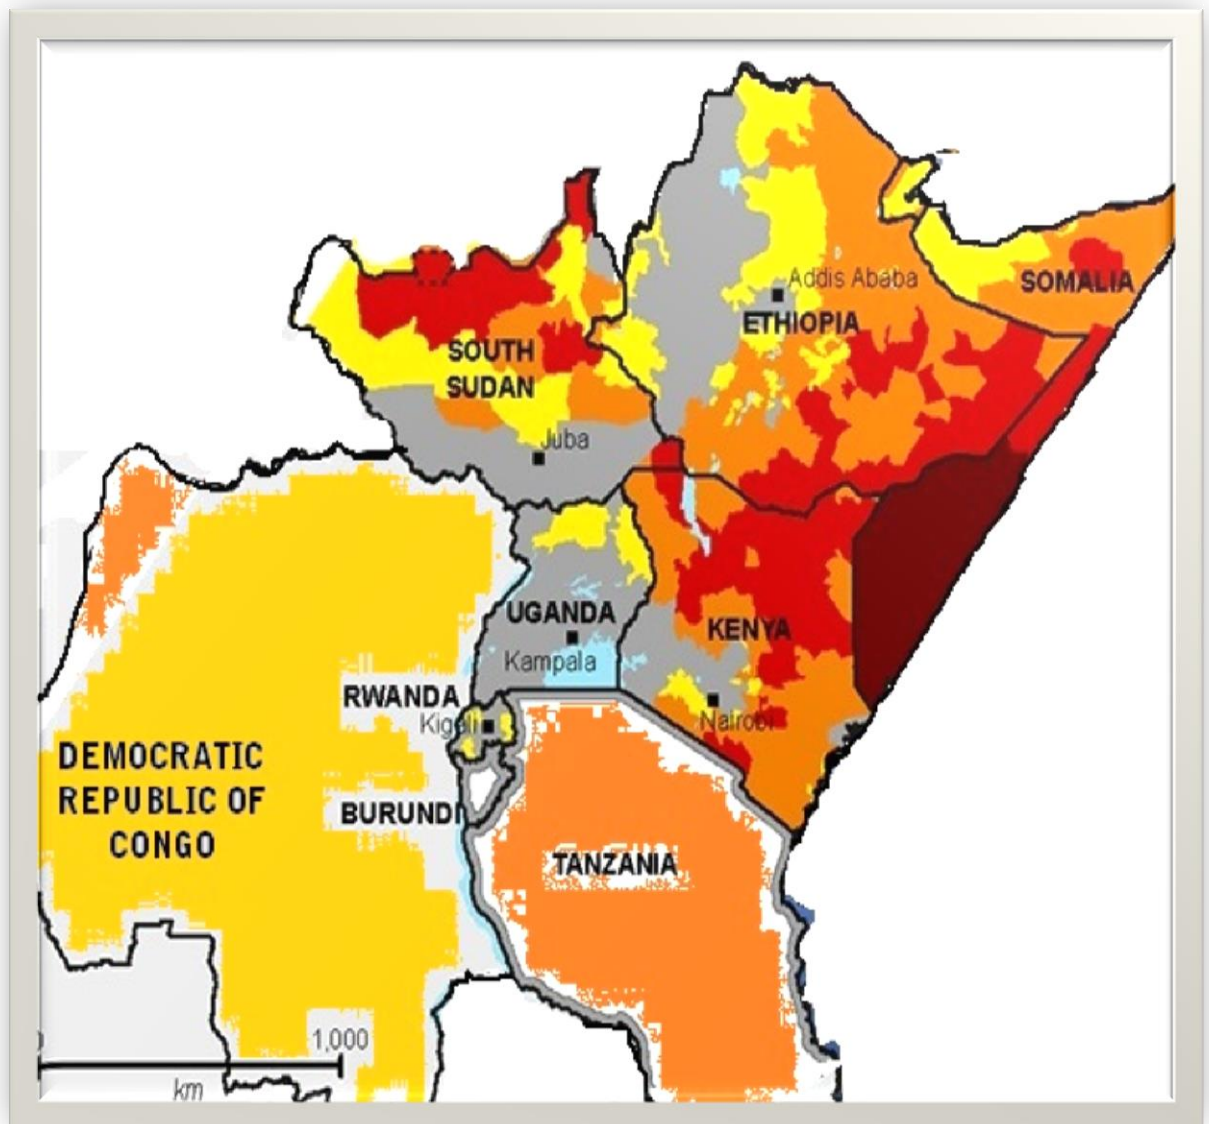 Addis Ababa
SOMALIA
ETHIOPIA
SOUTH
SUDAN
Juba
UGANDA
KENYA
Kampala
RWANDA
Kigali
Nairobi
DEMOCRATIC
REPUBLIC OF
CONGO
BURUNDI
TANZANIA
1,000
km